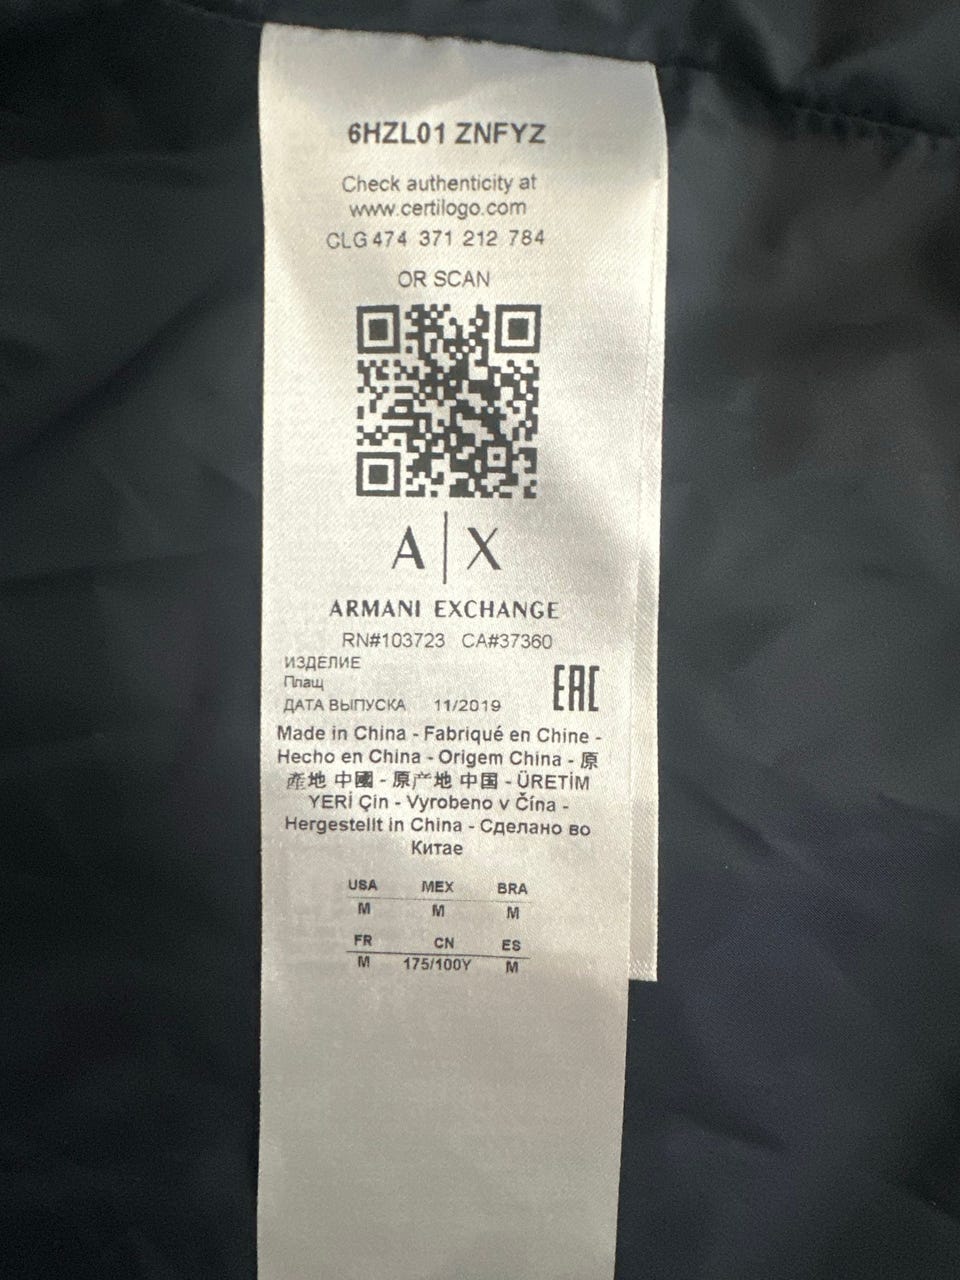 6HZL01 ZNFYZ
Check authenticity at
www.certilogo.com
CLG 474 371 212 784
OR SCAN
A|X
ARMANI EXCHANGE
RN#103723 CA#37360
ИЗДЕЛИЕ
Плащ
ДАТА ВЫПУСКА 11/2019
EAC
Made in China - Fabriqué en Chine -
Hecho en China - Origem China - 原
產地 中國 - 原产地 中国 - ÜRETİM
YERİ Çin - Vyrobeno v Čína -
Hergestellt in China - Сделано во
Китае
USA MEX BRA
M M M
FR CN ES
M 175/100Y M